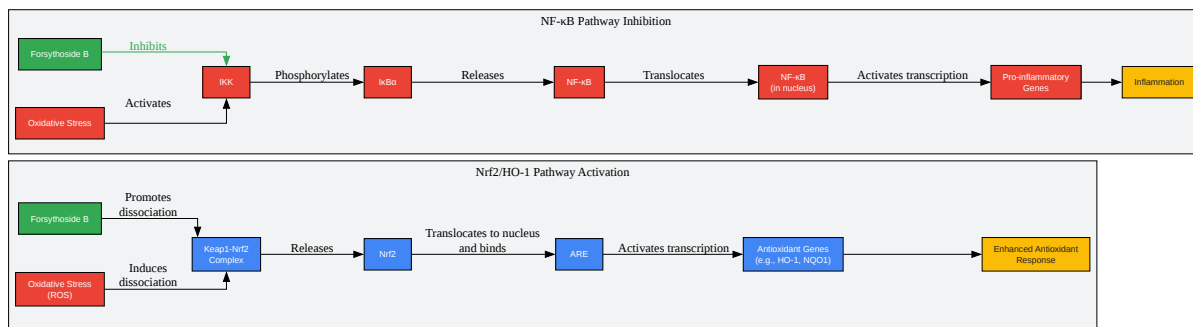 NF-κB Pathway Inhibition
Forsythoside B
Inhibits
Oxidative Stress
Activates
IKK
Phosphorylates
IκBα
Releases
NF-κB
Translocates
NF-κB
(in nucleus)
Activates transcription
Pro-inflammatory
Genes
Inflammation
Nrf2/HO-1 Pathway Activation
Forsythoside B
Promotes
dissociation
Oxidative Stress
(ROS)
Induces
dissociation
Keap1-Nrf2
Complex
Releases
Nrf2
Translocates to nucleus
and binds
ARE
Activates transcription
Antioxidant Genes
(e.g., HO-1, NQO1)
Enhanced Antioxidant
Response